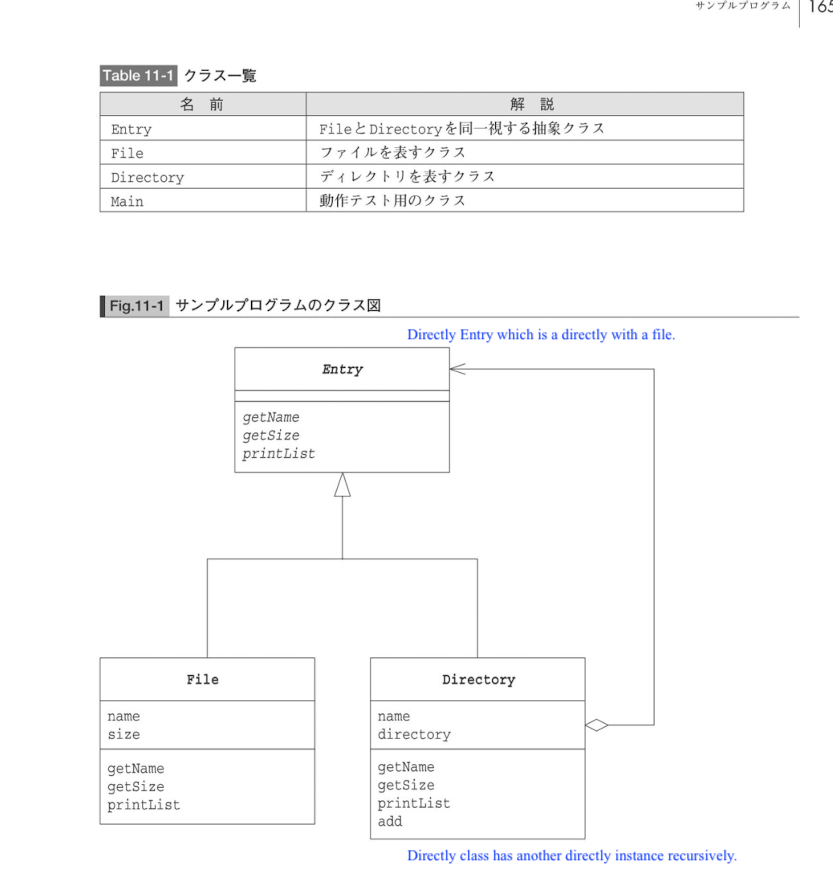 サンプルプログラム 165
Table 11-1 クラス一覧
名 前 解 説
Entry FileとDirectoryを同一視する抽象クラス
File ファイルを表すクラス
Directory ディレクトリを表すクラス
Main 動作テスト用のクラス
Fig.11-1 サンプルプログラムのクラス図
Directly Entry which is a directly with a file.
Entry
getName
getSize
printList
File
name
size
getName
getSize
printList
Directory
name
directory
getName
getSize
printList
add
Directly class has another directly instance recursively.